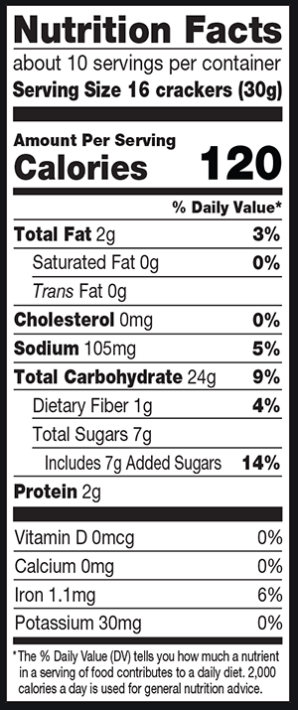 Nutrition Facts
about 10 servings per container
Serving Size 16 crackers (30g)
Amount Per Serving
Calories 120
% Daily Value*
Total Fat 2g 3%
Saturated Fat 0g 0%
Trans Fat 0g
Cholesterol 0mg 0%
Sodium 105mg 5%
Total Carbohydrate 24g 9%
Dietary Fiber 1g 4%
Total Sugars 7g
Includes 7g Added Sugars 14%
Protein 2g
Vitamin D 0mcg 0%
Calcium 0mg 0%
Iron 1.1mg 6%
Potassium 30mg 0%
*The % Daily Value (DV) tells you how much a nutrient
in a serving of food contributes to a daily diet. 2,000
calories a day is used for general nutrition advice.